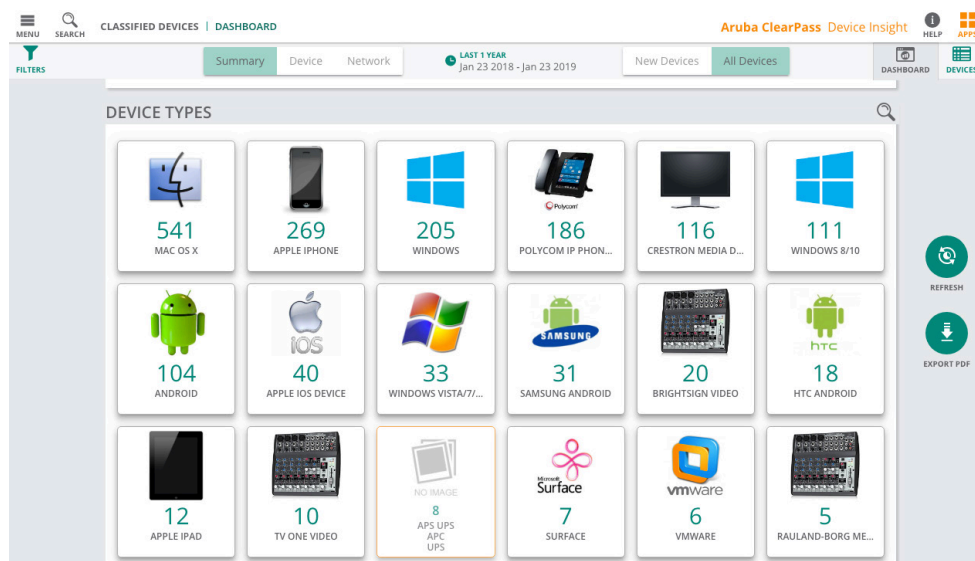 MENU
SEARCH
CLASSIFIED DEVICES | DASHBOARD
Aruba ClearPass Device Insight
HELP
APPS
FILTERS
Summary
Device
Network
LAST 1 YEAR
Jan 23 2018 - Jan 23 2019
New Devices
All Devices
DASHBOARD
DEVICES
DEVICE TYPES
541
MAC OS X
269
APPLE IPHONE
205
WINDOWS
Polycom
186
POLYCOM IP PHON...
116
CRESTRON MEDIA D...
111
WINDOWS 8/10
104
ANDROID
iOS
40
APPLE IOS DEVICE
33
WINDOWS VISTA/7/...
SAMSUNG
31
SAMSUNG ANDROID
20
BRIGHTSIGN VIDEO
hTC
18
HTC ANDROID
12
APPLE IPAD
10
TV ONE VIDEO
NO IMAGE
8
APS UPS
APC
UPS
Microsoft
Surface
7
SURFACE
vmware
6
VMWARE
5
RAULAND-BORG ME...
REFRESH
EXPORT PDF